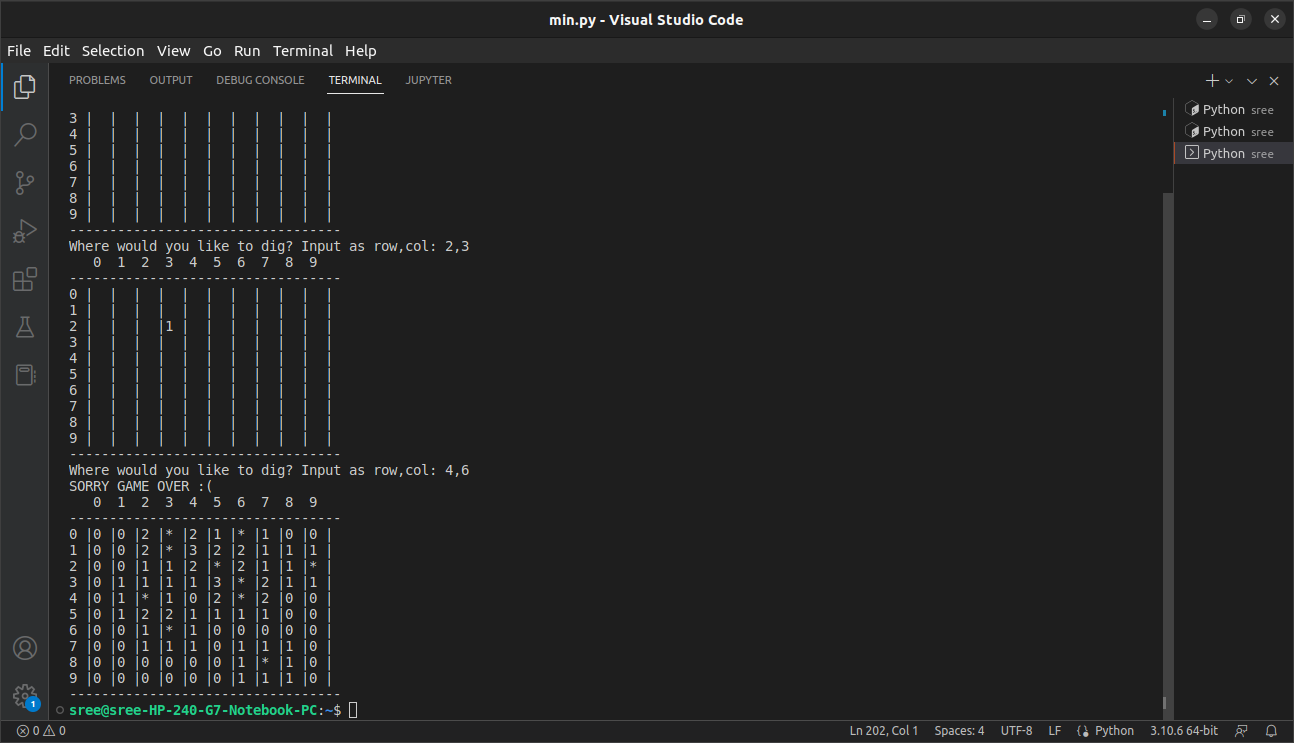 min.py - Visual Studio Code
File Edit Selection View Go Run Terminal Help
PROBLEMS OUTPUT DEBUG CONSOLE TERMINAL JUPYTER
Python sree
Python sree
Python sree
3 |  |  |  |  |  |  |  |  |  |  |
4 |  |  |  |  |  |  |  |  |  |  |
5 |  |  |  |  |  |  |  |  |  |  |
6 |  |  |  |  |  |  |  |  |  |  |
7 |  |  |  |  |  |  |  |  |  |  |
8 |  |  |  |  |  |  |  |  |  |  |
9 |  |  |  |  |  |  |  |  |  |  |
----------------------------------
Where would you like to dig? Input as row,col: 2,3
   0  1  2  3  4  5  6  7  8  9
----------------------------------
0 |  |  |  |  |  |  |  |  |  |  |
1 |  |  |  |  |  |  |  |  |  |  |
2 |  |  |  |1 |  |  |  |  |  |  |
3 |  |  |  |  |  |  |  |  |  |  |
4 |  |  |  |  |  |  |  |  |  |  |
5 |  |  |  |  |  |  |  |  |  |  |
6 |  |  |  |  |  |  |  |  |  |  |
7 |  |  |  |  |  |  |  |  |  |  |
8 |  |  |  |  |  |  |  |  |  |  |
9 |  |  |  |  |  |  |  |  |  |  |
----------------------------------
Where would you like to dig? Input as row,col: 4,6
SORRY GAME OVER :(
   0  1  2  3  4  5  6  7  8  9
----------------------------------
0 |0 |0 |2 |* |2 |1 |* |1 |0 |0 |
1 |0 |0 |2 |* |3 |2 |2 |1 |1 |1 |
2 |0 |0 |1 |1 |2 |* |2 |1 |1 |* |
3 |0 |1 |1 |1 |1 |3 |* |2 |1 |1 |
4 |0 |1 |* |1 |0 |2 |* |2 |0 |0 |
5 |0 |1 |2 |2 |1 |1 |1 |1 |0 |0 |
6 |0 |0 |1 |* |1 |0 |0 |0 |0 |0 |
7 |0 |0 |1 |1 |1 |0 |1 |1 |1 |0 |
8 |0 |0 |0 |0 |0 |0 |1 |* |1 |0 |
9 |0 |0 |0 |0 |0 |0 |1 |1 |1 |0 |
----------------------------------
sree@sree-HP-240-G7-Notebook-PC:~$
1
0 0 Ln 202, Col 1 Spaces: 4 UTF-8 LF Python 3.10.6 64-bit